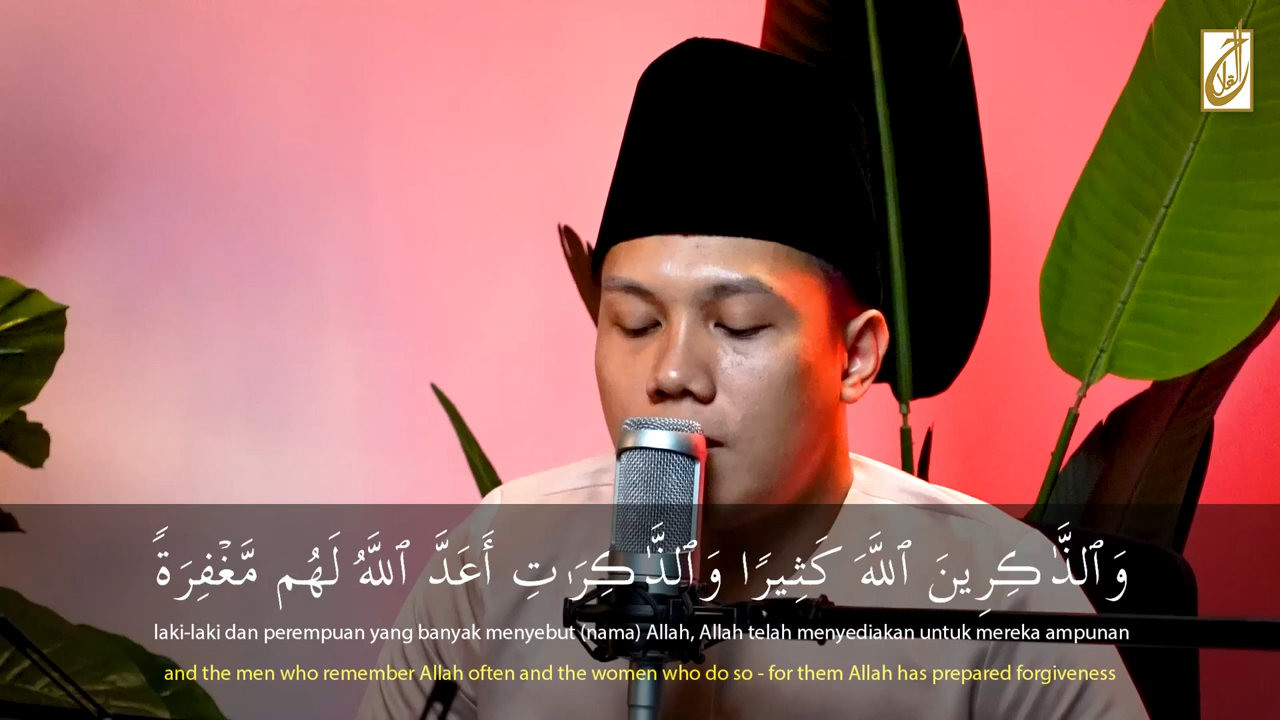 الفلاح
وَٱلذَّٰكِرِينَ ٱللَّهَ كَثِيرًا وَٱلذَّٰكِرَٰتِ أَعَدَّ ٱللَّهُ لَهُم مَّغْفِرَةً
laki-laki dan perempuan yang banyak menyebut (nama) Allah, Allah telah menyediakan untuk mereka ampunan
and the men who remember Allah often and the women who do so - for them Allah has prepared forgiveness